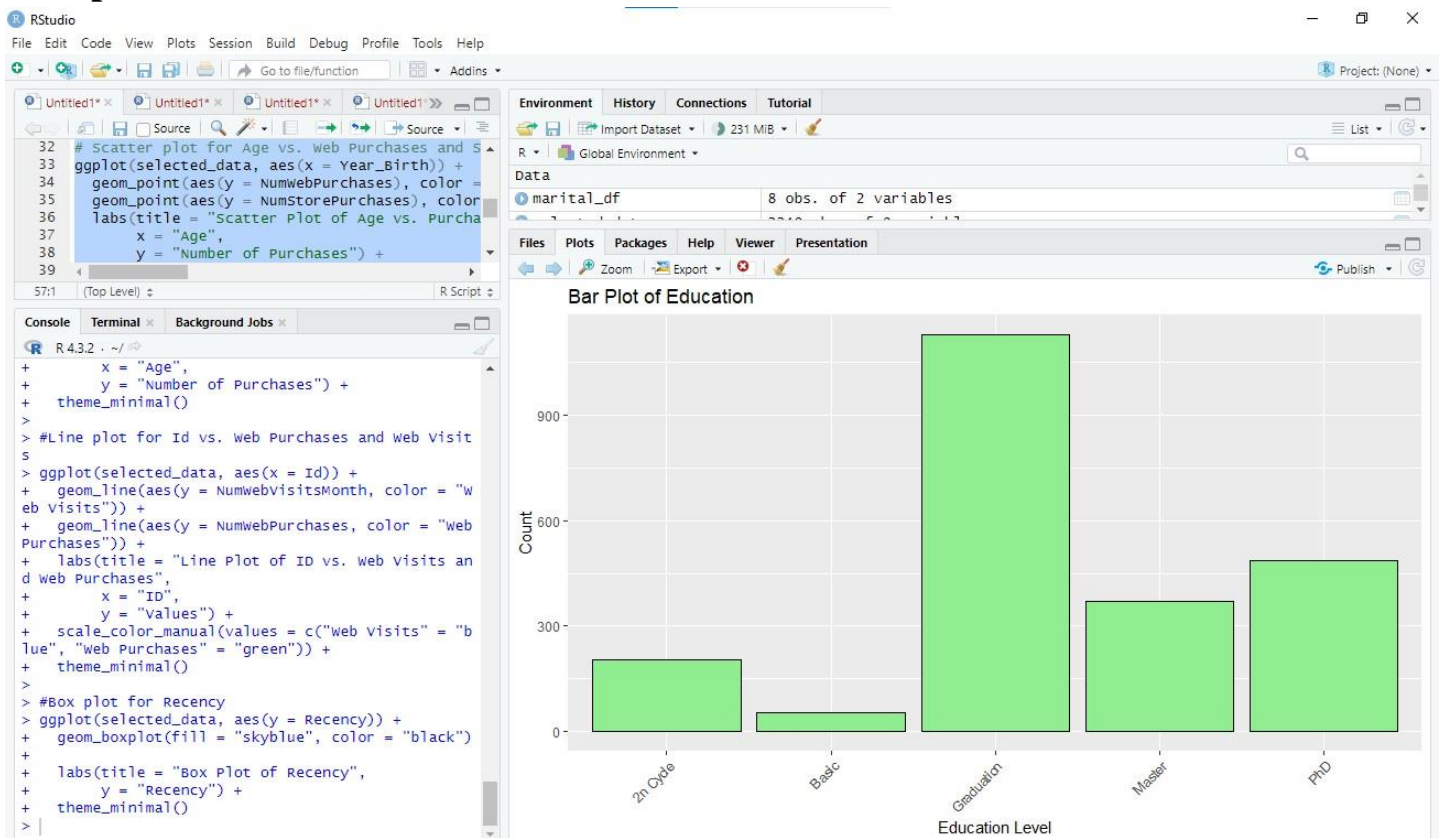 RStudio
File Edit Code View Plots Session Build Debug Profile Tools Help
Go to file/function Addins Project: (None)
Untitled1* Untitled1* Untitled1* Untitled1
Source Source
32 # Scatter plot for Age vs. Web Purchases and S
33 ggplot(selected_data, aes(x = Year_Birth)) +
34 geom_point(aes(y = NumWebPurchases), color =
35 geom_point(aes(y = NumStorePurchases), color
36 labs(title = "Scatter Plot of Age vs. Purcha
37 x = "Age",
38 y = "Number of Purchases") +
39
57:1 (Top Level) R Script
Console Terminal Background Jobs
R 4.3.2 . ~/
+ x = "Age",
+ y = "Number of Purchases") +
+ theme_minimal()
>
> #Line plot for Id vs. Web Purchases and Web Visit
s
> ggplot(selected_data, aes(x = Id)) +
+ geom_line(aes(y = NumWebVisitsMonth, color = "W
eb Visits")) +
+ geom_line(aes(y = NumWebPurchases, color = "Web
Purchases")) +
+ labs(title = "Line Plot of ID vs. Web Visits an
d Web Purchases",
+ x = "ID",
+ y = "Values") +
+ scale_color_manual(values = c("Web Visits" = "b
lue", "Web Purchases" = "green")) +
+ theme_minimal()
>
> #Box plot for Recency
> ggplot(selected_data, aes(y = Recency)) +
+ geom_boxplot(fill = "skyblue", color = "black")
+
+ labs(title = "Box Plot of Recency",
+ y = "Recency") +
+ theme_minimal()
>
Environment History Connections Tutorial
Import Dataset 231 MiB List
R Global Environment
Data
marital_df 8 obs. of 2 variables
Files Plots Packages Help Viewer Presentation
Zoom Export Publish
Bar Plot of Education
Count
900
600
300
0
2n Cycle Basic Graduation Master PhD
Education Level